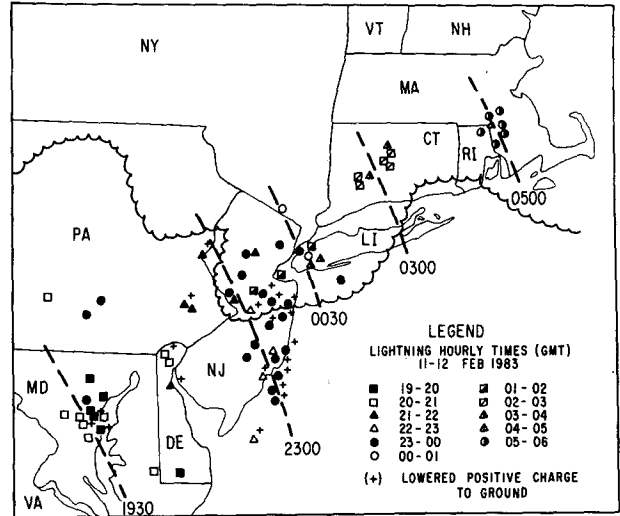 VT
NH
NY
MA
CT
RI
0500
PA
LI
0300
0030
NJ
2300
MD
DE
VA
1930
LEGEND
LIGHTNING HOURLY TIMES (GMT)
11-12 FEB 1983
19-20
01-02
20-21
02-03
21-22
03-04
22-23
04-05
23-00
05-06
00-01
(+) LOWERED POSITIVE CHARGE
TO GROUND